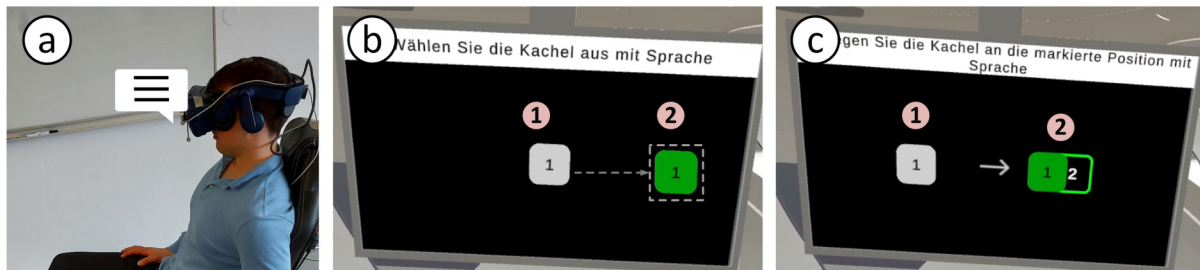 a
b
Wählen Sie die Kachel aus mit Sprache
1
2
1
1
c
gen Sie die Kachel an die markierte Position mit
Sprache
1
2
1
1
2